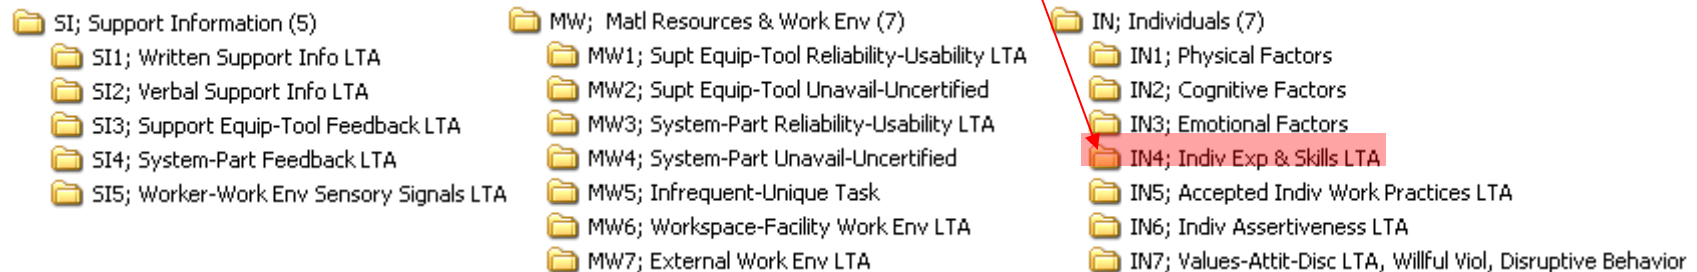 SI; Support Information (5)
SI1; Written Support Info LTA
SI2; Verbal Support Info LTA
SI3; Support Equip-Tool Feedback LTA
SI4; System-Part Feedback LTA
SI5; Worker-Work Env Sensory Signals LTA
MW;  Matl Resources & Work Env (7)
MW1; Supt Equip-Tool Reliability-Usability LTA
MW2; Supt Equip-Tool Unavail-Uncertified
MW3; System-Part Reliability-Usability LTA
MW4; System-Part Unavail-Uncertified
MW5; Infrequent-Unique Task
MW6; Workspace-Facility Work Env LTA
MW7; External Work Env LTA
IN; Individuals (7)
IN1; Physical Factors
IN2; Cognitive Factors
IN3; Emotional Factors
IN4; Indiv Exp & Skills LTA
IN5; Accepted Indiv Work Practices LTA
IN6; Indiv Assertiveness LTA
IN7; Values-Attit-Disc LTA, Willful Viol, Disruptive Behavior